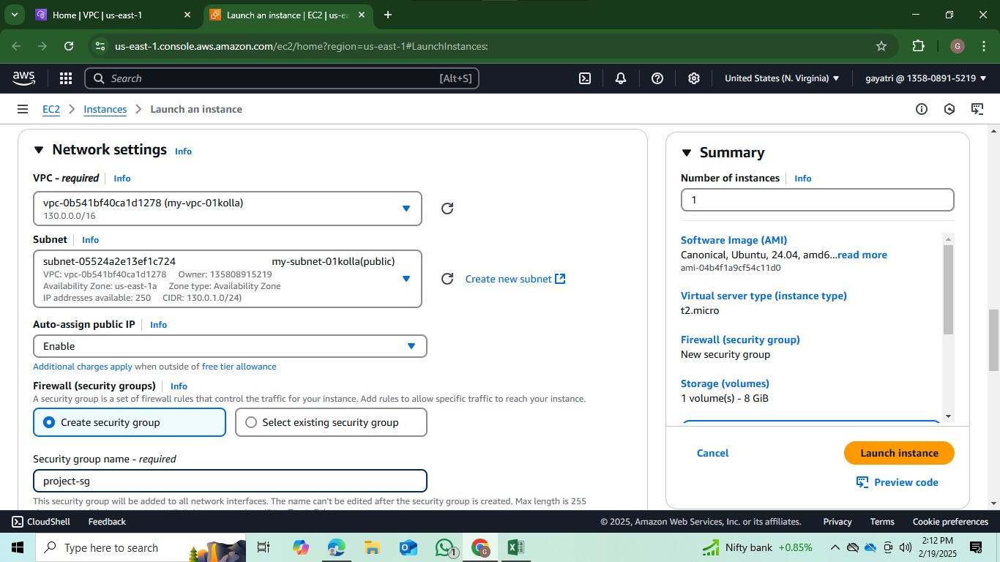 Home | VPC | us-east-1
Launch an instance | EC2 | us-ea
us-east-1.console.aws.amazon.com/ec2/home?region=us-east-1#LaunchInstances:
G
aws
Search [Alt+S]
United States (N. Virginia)
gayatri @ 1358-0891-5219
EC2 > Instances > Launch an instance
Network settings Info
VPC - required Info
vpc-0b541bf40ca1d1278 (my-vpc-01kolla)
130.0.0.0/16
Subnet Info
subnet-05524a2e13ef1c724 my-subnet-01kolla(public)
VPC: vpc-0b541bf40ca1d1278 Owner: 135808915219
Availability Zone: us-east-1a Zone type: Availability Zone
IP addresses available: 250 CIDR: 130.0.1.0/24)
Create new subnet
Auto-assign public IP Info
Enable
Additional charges apply when outside of free tier allowance
Firewall (security groups) Info
A security group is a set of firewall rules that control the traffic for your instance. Add rules to allow specific traffic to reach your instance.
Create security group
Select existing security group
Security group name - required
project-sg
This security group will be added to all network interfaces. The name can't be edited after the security group is created. Max length is 255
Summary
Number of instances Info
1
Software Image (AMI)
Canonical, Ubuntu, 24.04, amd6...read more
ami-04b4f1a9cf54c11d0
Virtual server type (instance type)
t2.micro
Firewall (security group)
New security group
Storage (volumes)
1 volume(s) - 8 GiB
Cancel
Launch instance
Preview code
CloudShell Feedback
© 2025, Amazon Web Services, Inc. or its affiliates. Privacy Terms Cookie preferences
Type here to search
1
G
Nifty bank +0.85%
2:12 PM
2/19/2025